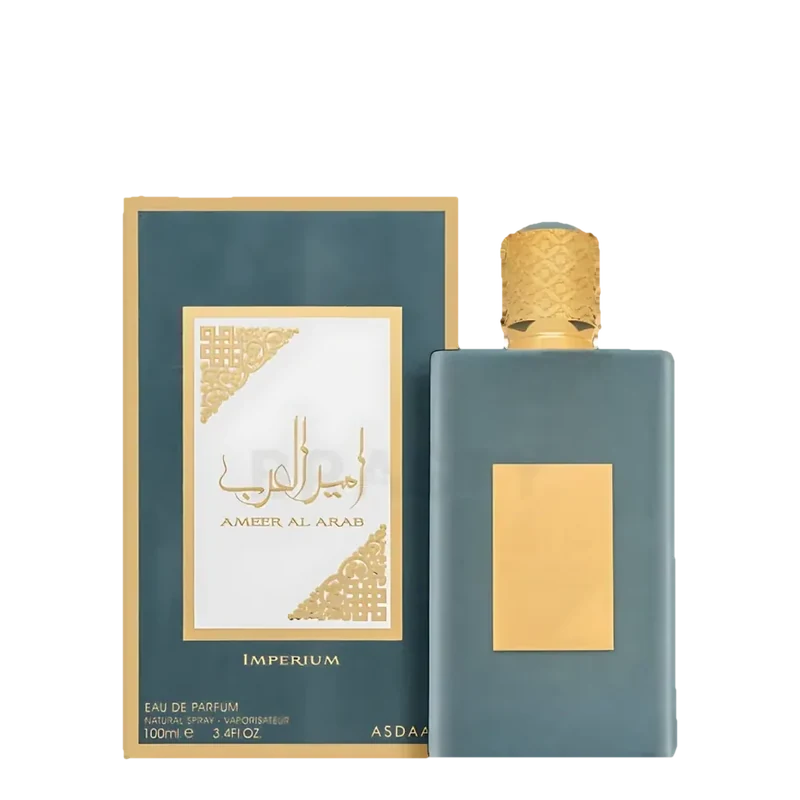 أمير العرب
AMEER AL ARAB
IMPERIUM
EAU DE PARFUM
NATURAL SPRAY - VAPORISATEUR
100ml e 3.4Fl OZ.
ASDAA